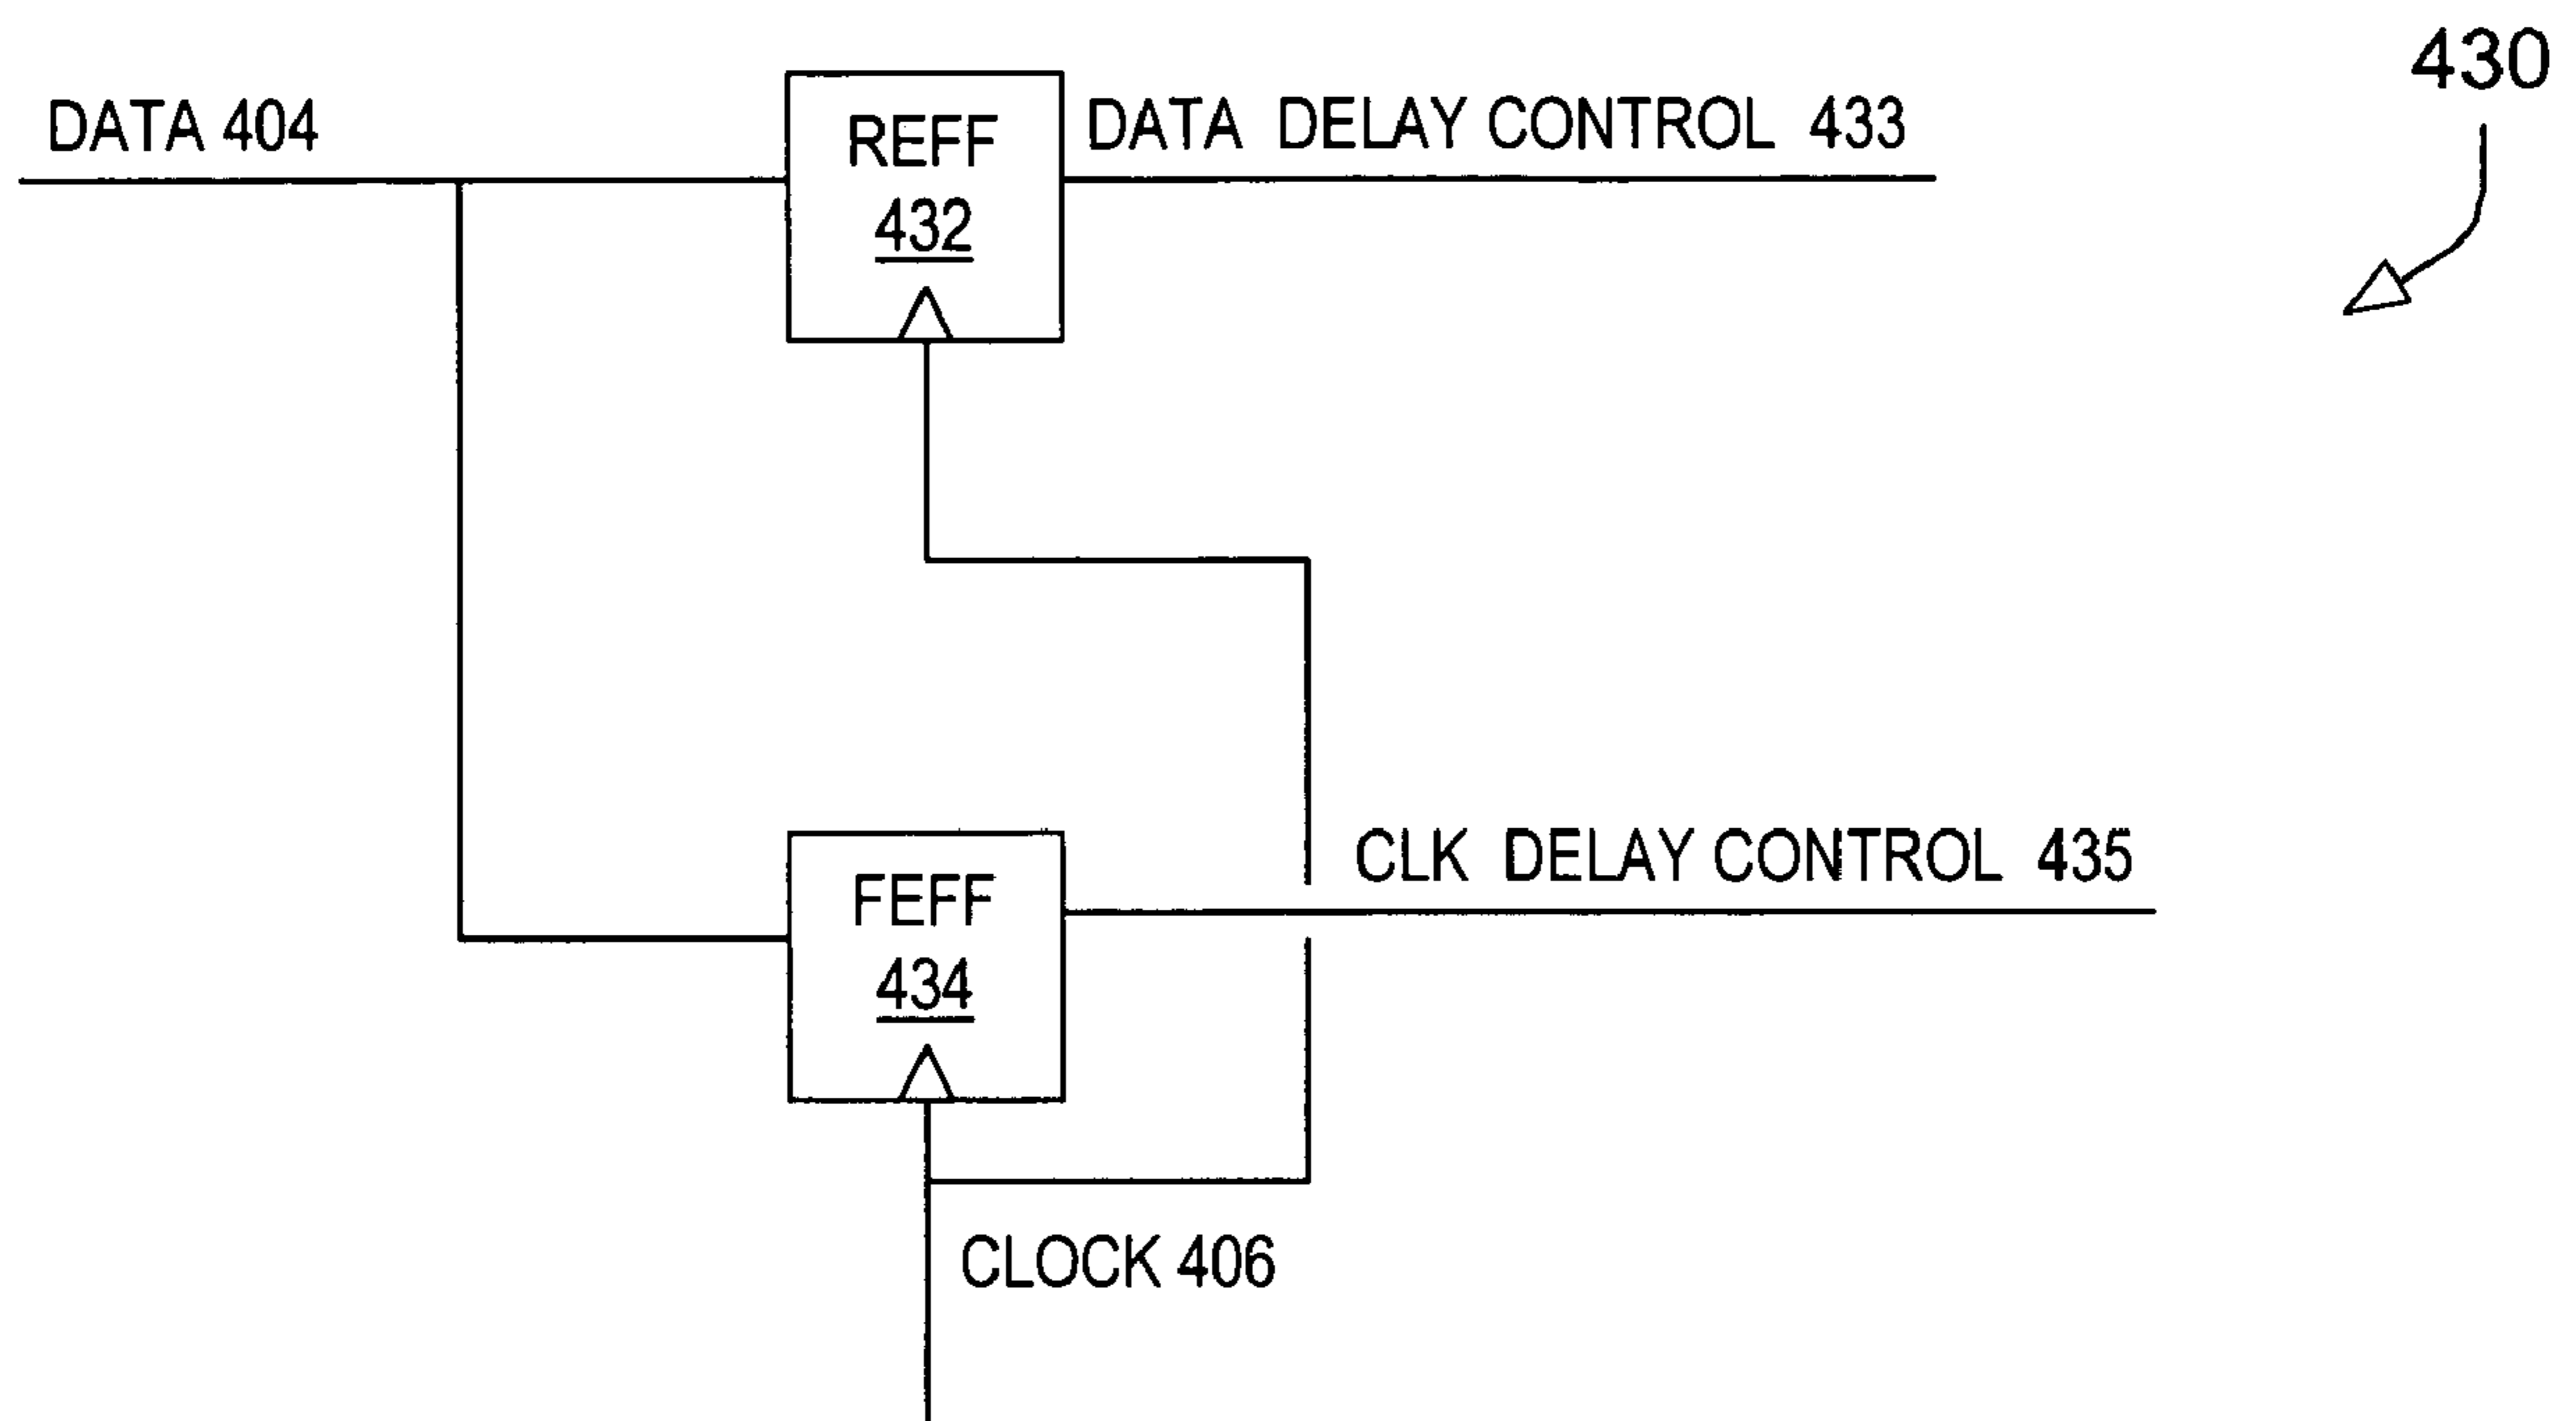 430
DATA 404
REFF
432
DATA DELAY CONTROL 433
FEFF
434
CLK DELAY CONTROL 435
CLOCK 406